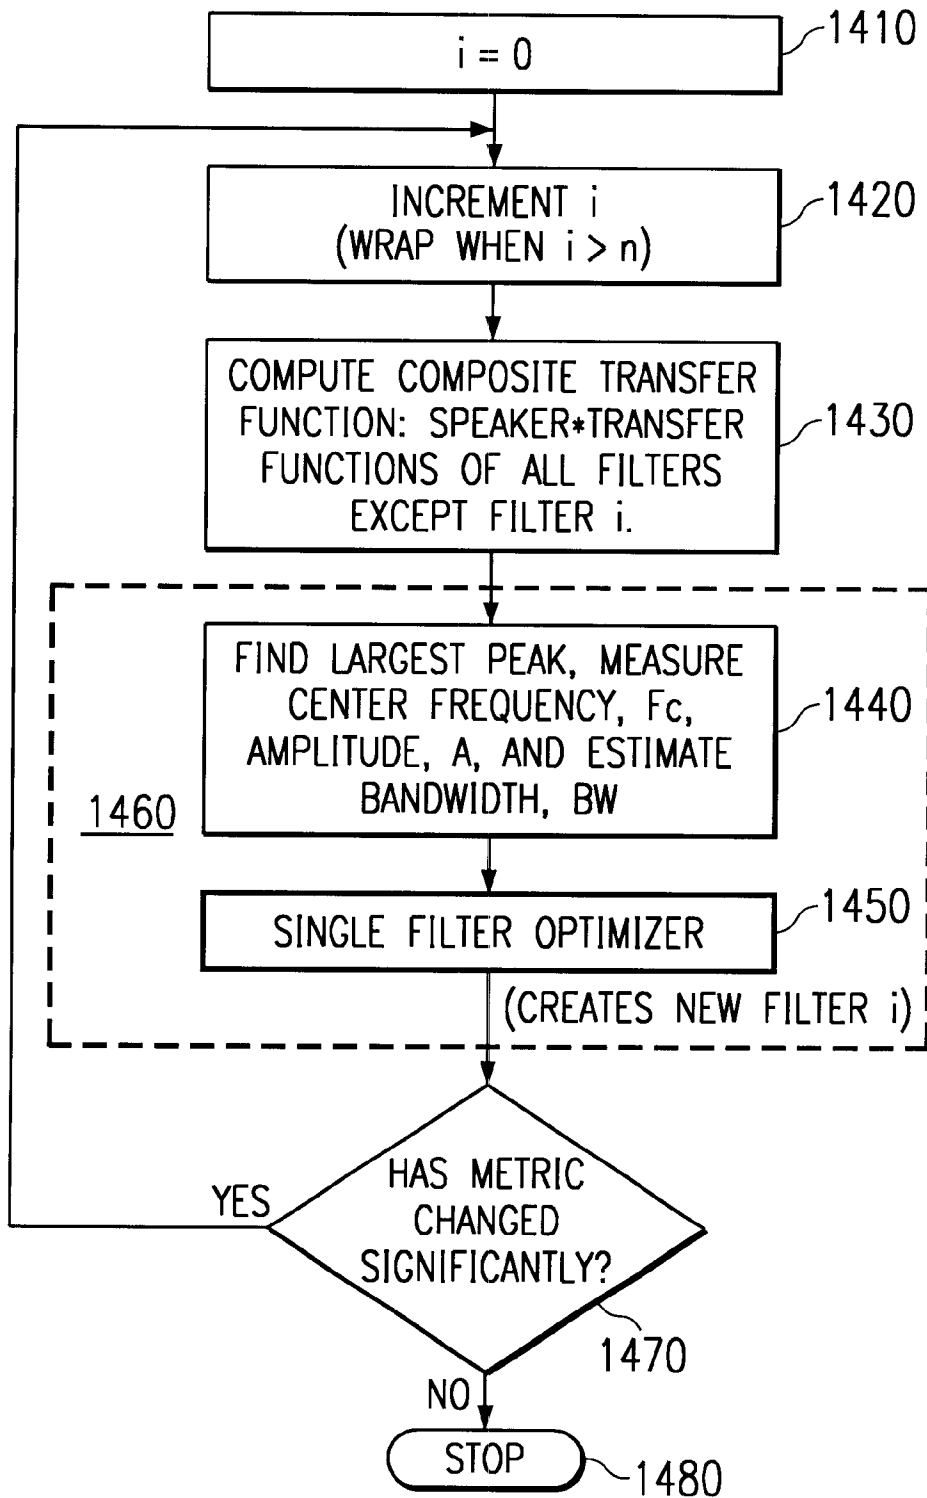 i = 0
1410
INCREMENT i
(WRAP WHEN i > n)
1420
COMPUTE COMPOSITE TRANSFER
FUNCTION: SPEAKER*TRANSFER
FUNCTIONS OF ALL FILTERS
EXCEPT FILTER i.
1430
FIND LARGEST PEAK, MEASURE
CENTER FREQUENCY, Fc,
AMPLITUDE, A, AND ESTIMATE
BANDWIDTH, BW
1440
1460
SINGLE FILTER OPTIMIZER
1450
(CREATES NEW FILTER i)
HAS METRIC
CHANGED
SIGNIFICANTLY?
YES
1470
NO
STOP
1480